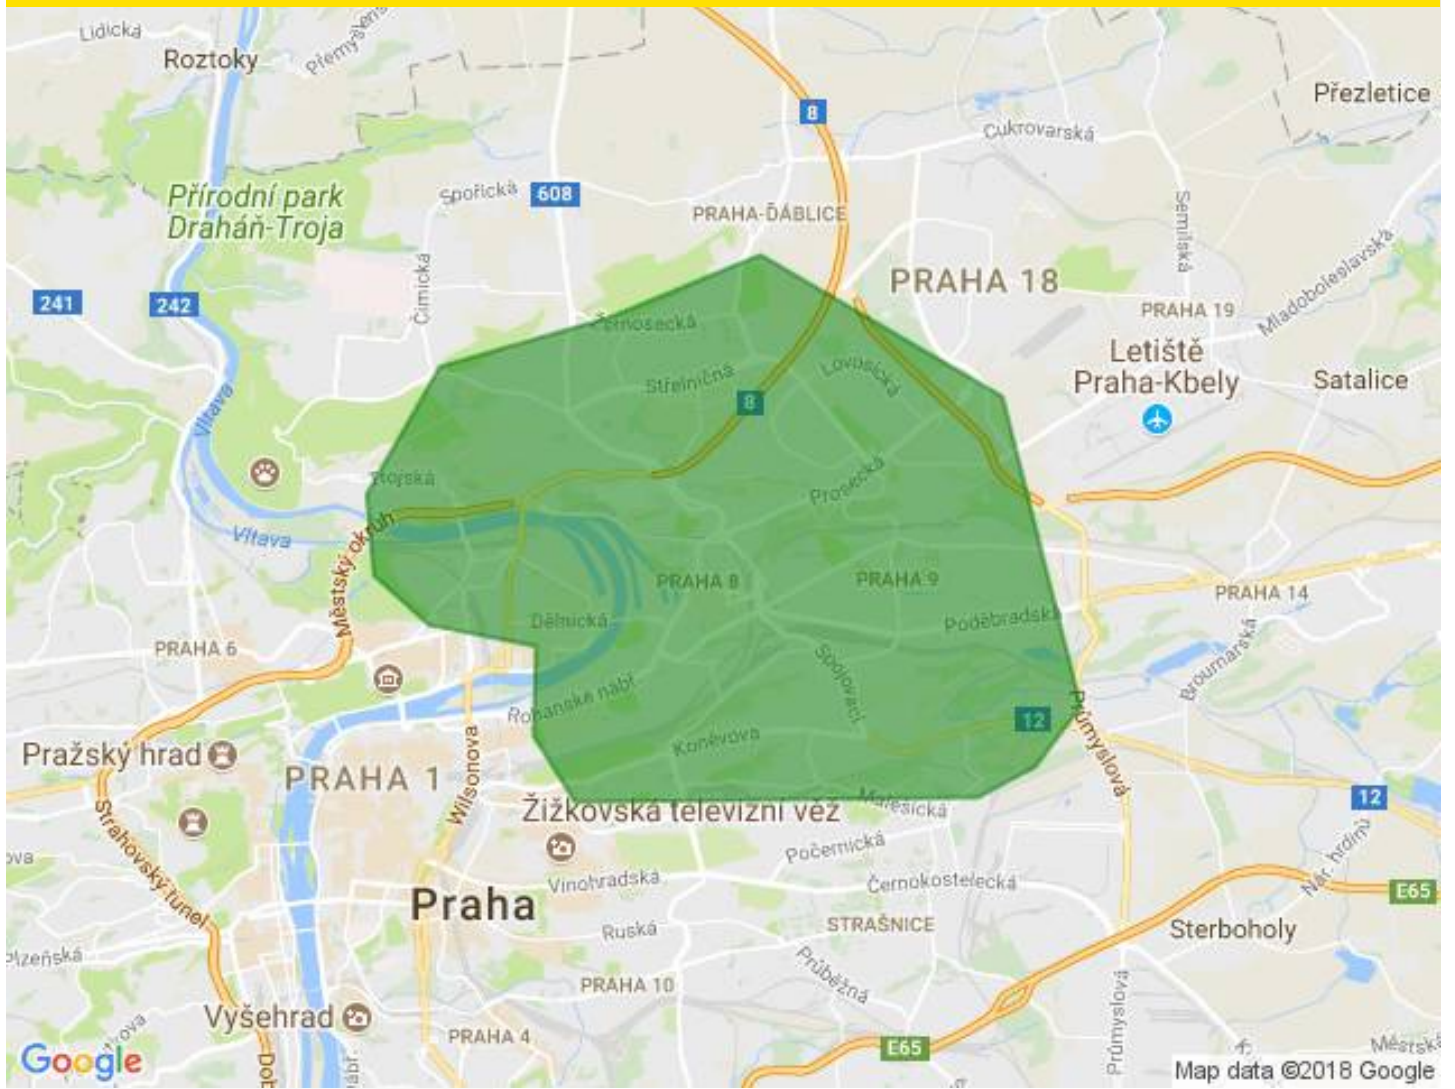 Lidická
Roztoky
Přemyšlens
Přezletice
8
Cukrovarská
Přírodní park
Draháň-Troja
Spořická
608
PRAHA-ĎÁBLICE
Semilská
Čimická
241
242
PRAHA 18
PRAHA 19
Mladoboleslavská
Černosecká
Letiště
Praha-Kbely
Satalice
Střelničná
Lovosická
8
Vltava
Trojská
Prosecká
Městský okruh
Vltava
PRAHA 8
PRAHA 9
PRAHA 14
Dělnická
Poděbradská
PRAHA 6
Spojovací
Broumarská
Rohanské nábř.
12
Průmyslová
Koněvova
Pražský hrad
PRAHA 1
Wilsonova
12
Malešická
Žižkovská televizní věž
Strahovský tunel
Počernická
Nár. hrdinů
ova
Vinohradská
Černokostelecká
E65
Praha
STRAŠNICE
Sterboholy
Ruská
Plzeňská
Průběžná
PRAHA 10
Vyšehrad
Průmyslová
PRAHA 4
E65
Městská
Google
Map data ©2018 Google